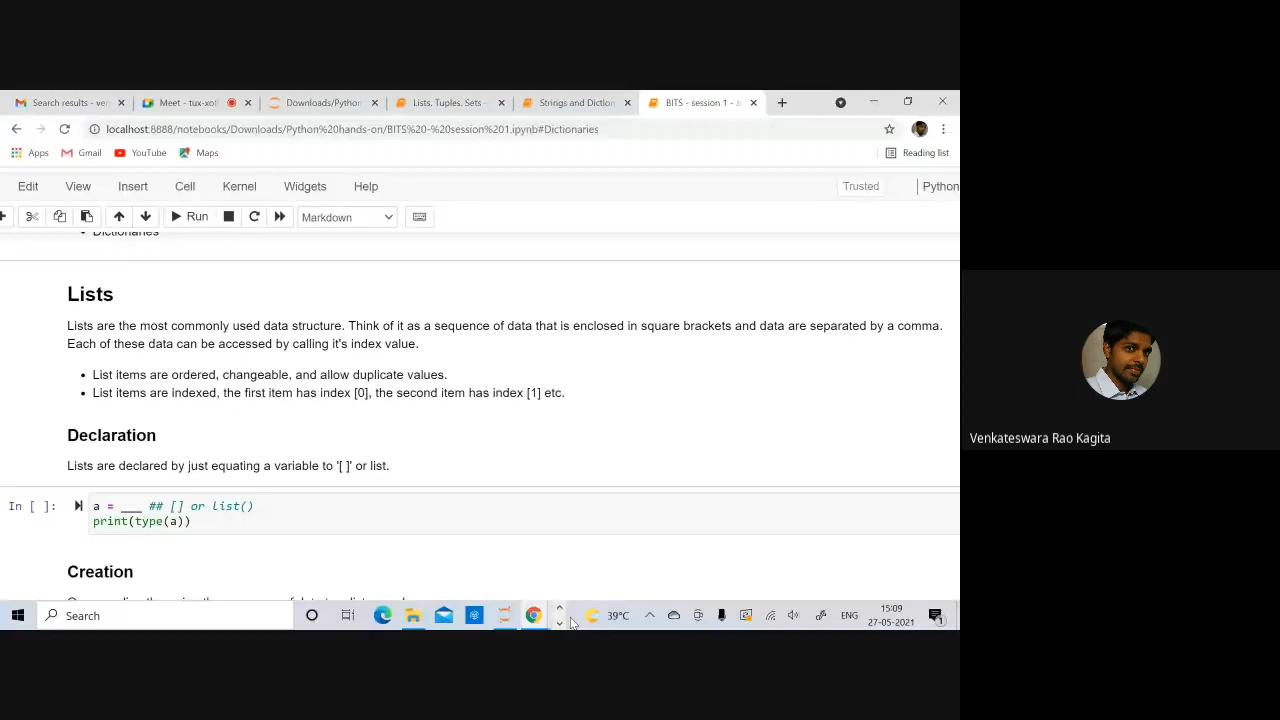 Search results - ver
Meet - tux-xoth
Downloads/Python
Lists. Tuples. Sets -
Strings and Diction
BITS - session 1 - J
localhost:8888/notebooks/Downloads/Python%20hands-on/BITS%20-%20session%201.ipynb#Dictionaries
Apps Gmail YouTube Maps Reading list
Edit View Insert Cell Kernel Widgets Help Trusted Python
Run Markdown
Dictionaries
Lists
Lists are the most commonly used data structure. Think of it as a sequence of data that is enclosed in square brackets and data are separated by a comma.
Each of these data can be accessed by calling it's index value.
• List items are ordered, changeable, and allow duplicate values.
• List items are indexed, the first item has index [0], the second item has index [1] etc.
Declaration
Lists are declared by just equating a variable to '[ ]' or list.
In [ ]: a = ___ ## [] or list()
print(type(a))
Creation
Search 39°C ENG 15:09
27-05-2021
Venkateswara Rao Kagita